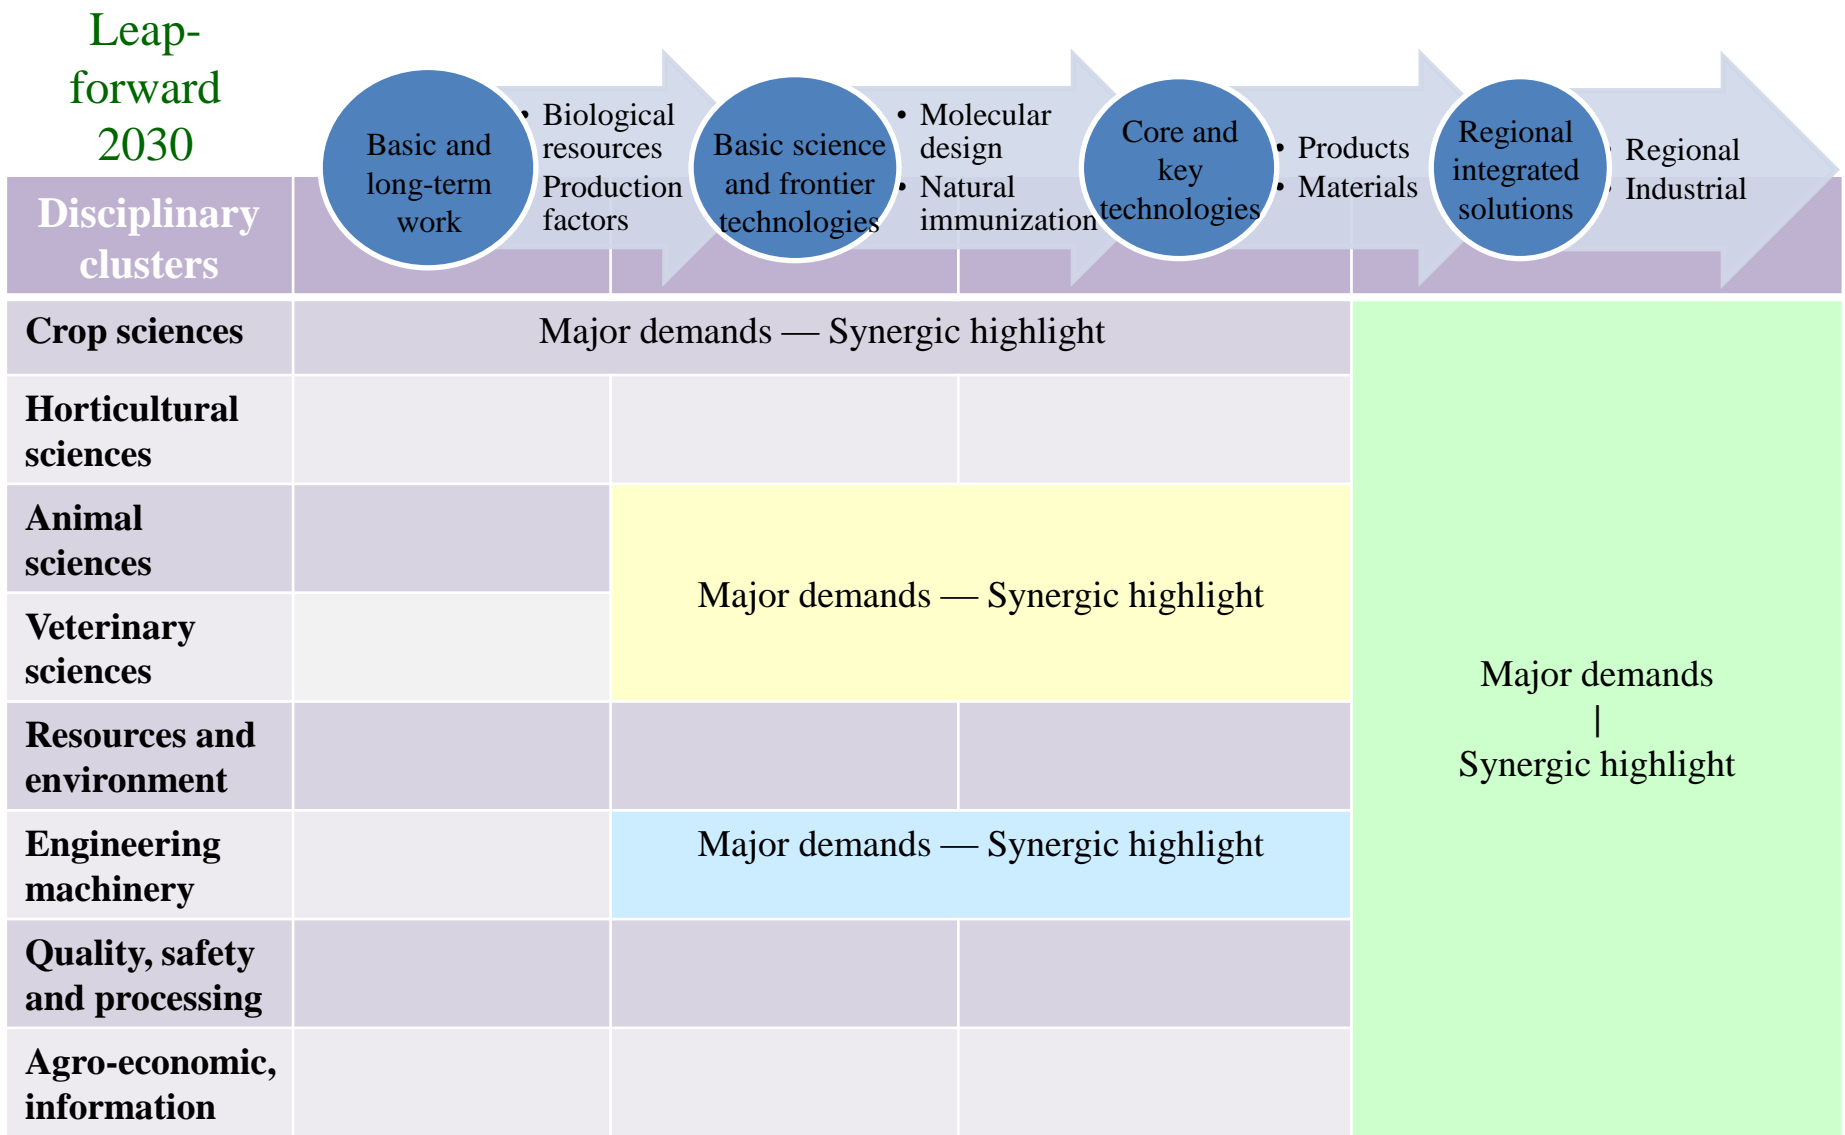 Leap-
forward
2030
Disciplinary
clusters
Basic and
long-term
work
• Biological
resources
Production
factors
Basic science
and frontier
technologies
• Molecular
design
• Natural
immunization
Core and
key
technologies
• Products
• Materials
Regional
integrated
solutions
• Regional
• Industrial
Crop sciences
Major demands — Synergic highlight
Horticultural
sciences
Animal
sciences
Major demands — Synergic highlight
Veterinary
sciences
Major demands
|
Synergic highlight
Resources and
environment
Engineering
machinery
Major demands — Synergic highlight
Quality, safety
and processing
Agro-economic,
information